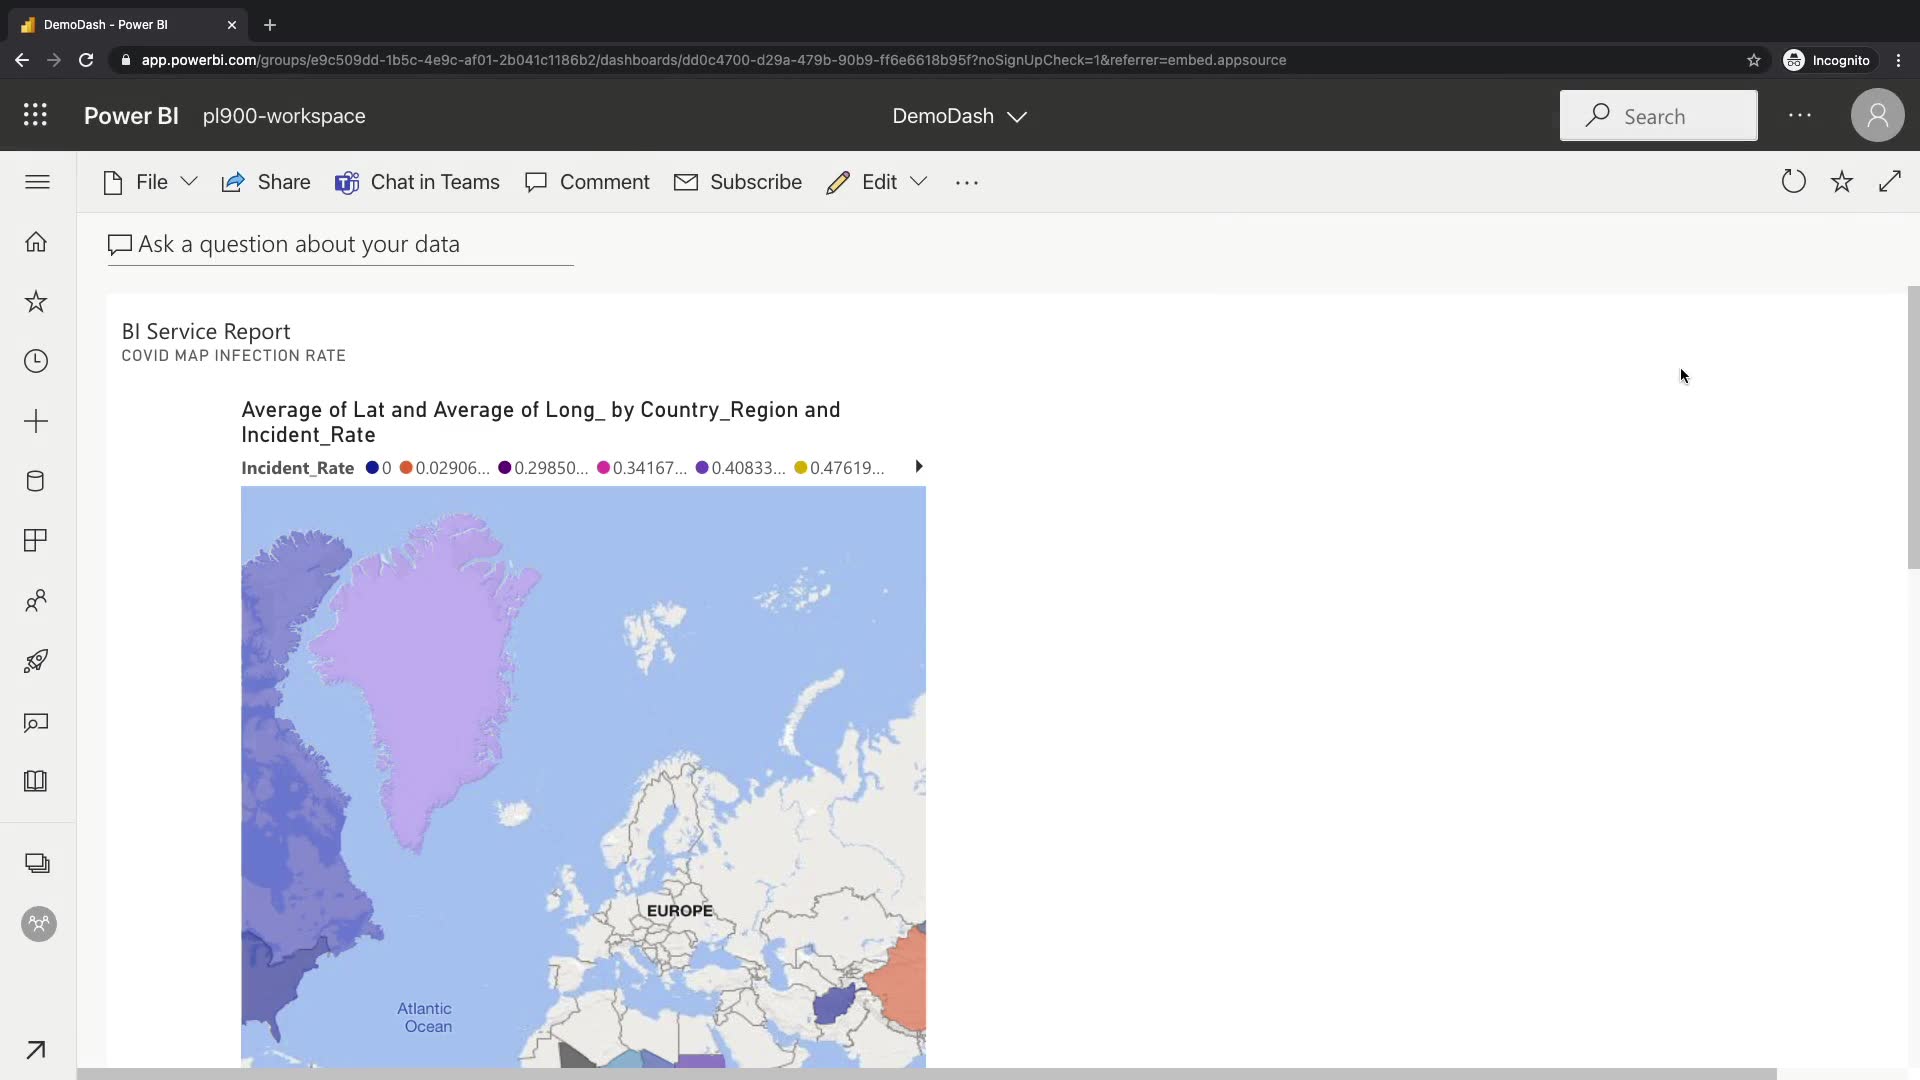 DemoDash - Power BI
app.powerbi.com/groups/e9c509dd-1b5c-4e9c-af01-2b041c1186b2/dashboards/dd0c4700-d29a-479b-90b9-ff6e6618b95f?noSignUpCheck=1&referrer=embed.appsource
Incognito
Power BI pl900-workspace DemoDash Search
File Share Chat in Teams Comment Subscribe Edit
Ask a question about your data
BI Service Report
COVID MAP INFECTION RATE
Average of Lat and Average of Long_ by Country_Region and
Incident_Rate
Incident_Rate 0 0.02906... 0.29850... 0.34167... 0.40833... 0.47619...
EUROPE
Atlantic
Ocean